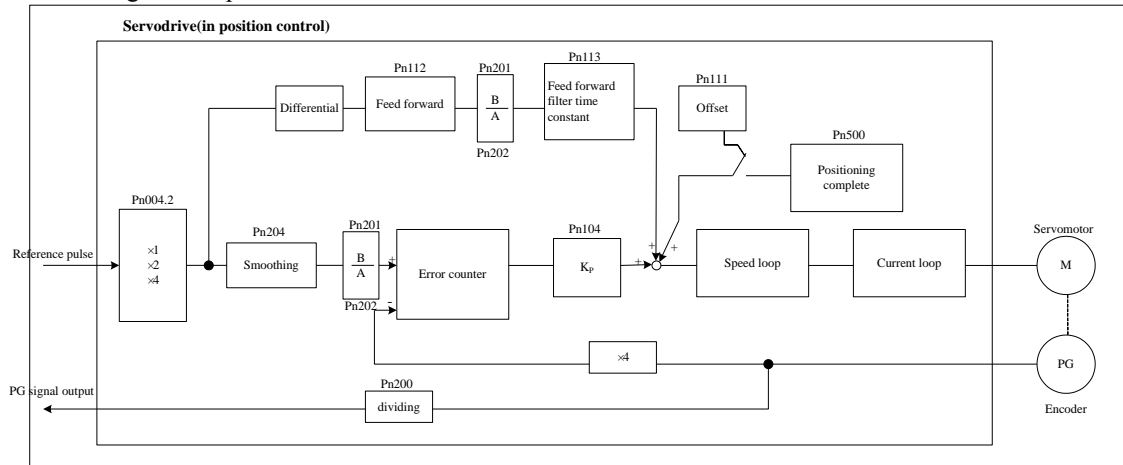 Servodrive(in position control)
Pn112
Pn201
Pn113
Pn111
Differential
Feed forward
B
A
Feed forward
filter time
constant
Offset
Pn202
Pn500
Positioning
complete
Pn004.2
Reference pulse
×1
×2
×4
Pn204
Smoothing
Pn201
B
A
Pn202
+
-
Error counter
Pn104
KP
+
+
+
Speed loop
Current loop
Servomotor
M
×4
PG
Encoder
PG signal output
Pn200
dividing